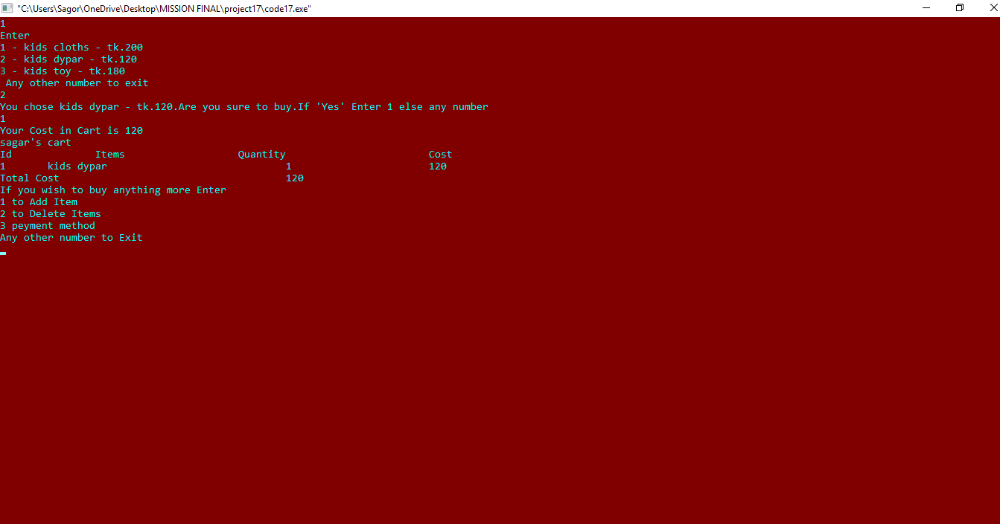 "C:\Users\Sagor\OneDrive\Desktop\MISSION FINAL\project17\code17.exe"
1
Enter
1 - kids cloths - tk.200
2 - kids dypar - tk.120
3 - kids toy - tk.180
Any other number to exit
2
You chose kids dypar - tk.120.Are you sure to buy.If 'Yes' Enter 1 else any number
1
Your Cost in Cart is 120
sagar's cart
Id Items Quantity Cost
1 kids dypar 1 120
Total Cost 120
If you wish to buy anything more Enter
1 to Add Item
2 to Delete Items
3 peyment method
Any other number to Exit